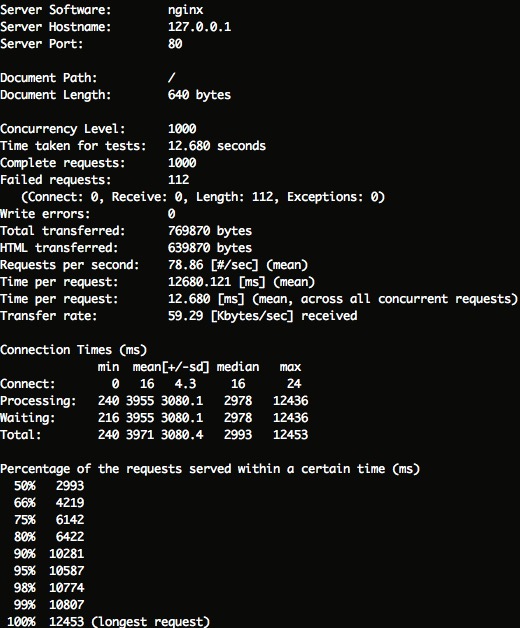 Server Software:        nginx
Server Hostname:        127.0.0.1
Server Port:            80

Document Path:          /
Document Length:        640 bytes

Concurrency Level:      1000
Time taken for tests:   12.680 seconds
Complete requests:      1000
Failed requests:        112
   (Connect: 0, Receive: 0, Length: 112, Exceptions: 0)
Write errors:           0
Total transferred:      769870 bytes
HTML transferred:       639870 bytes
Requests per second:    78.86 [#/sec] (mean)
Time per request:       12680.121 [ms] (mean)
Time per request:       12.680 [ms] (mean, across all concurrent requests)
Transfer rate:          59.29 [Kbytes/sec] received

Connection Times (ms)
              min  mean[+/-sd] median   max
Connect:        0   16   4.3     16      24
Processing:   240 3955 3080.1   2978   12436
Waiting:      216 3955 3080.1   2978   12436
Total:        240 3971 3080.4   2993   12453

Percentage of the requests served within a certain time (ms)
  50%   2993
  66%   4219
  75%   6142
  80%   6422
  90%  10281
  95%  10587
  98%  10774
  99%  10807
 100%  12453 (longest request)